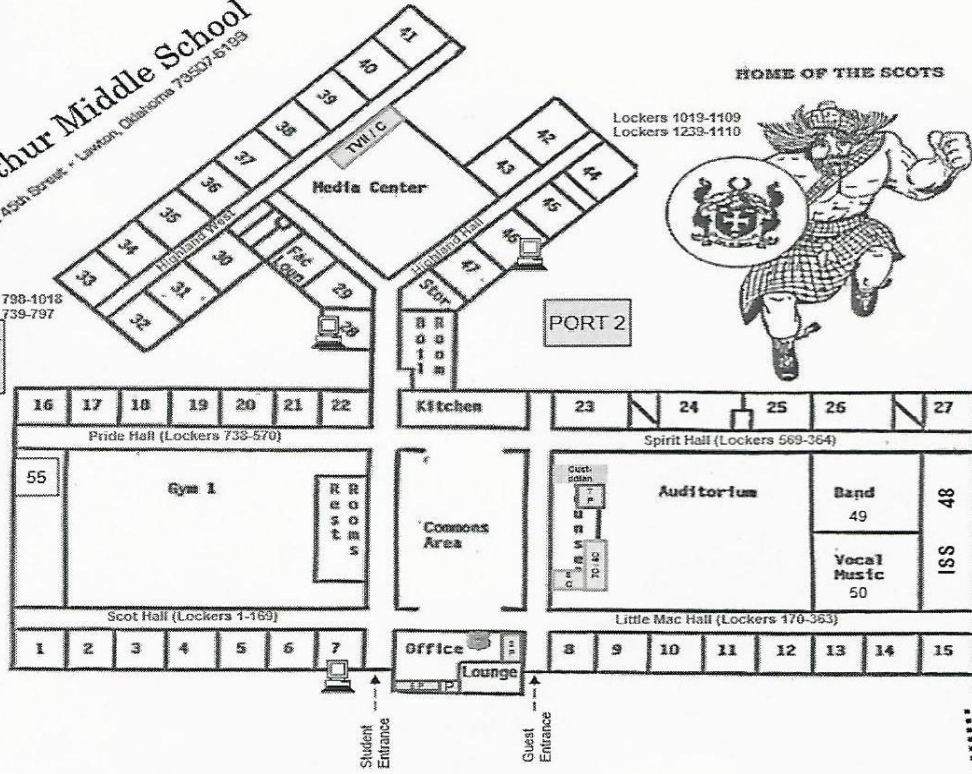 thur Middle School
45th Street - Lawton, Oklahoma 73507-5199
HOME OF THE SCOTS
Lockers 1019-1109
Lockers 1239-1110
41
40
39
38
37
36
35
34
33
TVII / C
Media Center
42
43
44
45
46
47
Stor
Highland Hall
Highland West
30
31
32
Fac
Loun
29
28
798-1018
739-797
PORT 2
Room
16 17 18 19 20 21 22
Kitchen
23 24 25 26 27
Pride Hall (Lockers 738-570)
Spirit Hall (Lockers 569-364)
55
Gym 1
Rest
Rooms
Commons
Area
Cust-
odian
TP
Auditorium
Band
49
Vocal
Music
50
48
ISS
Scot Hall (Lockers 1-169)
Little Mac Hall (Lockers 170-363)
1 2 3 4 5 6 7
Office
Lounge
P
8 9 10 11 12 13 14 15
Student
Entrance
Guest
Entrance